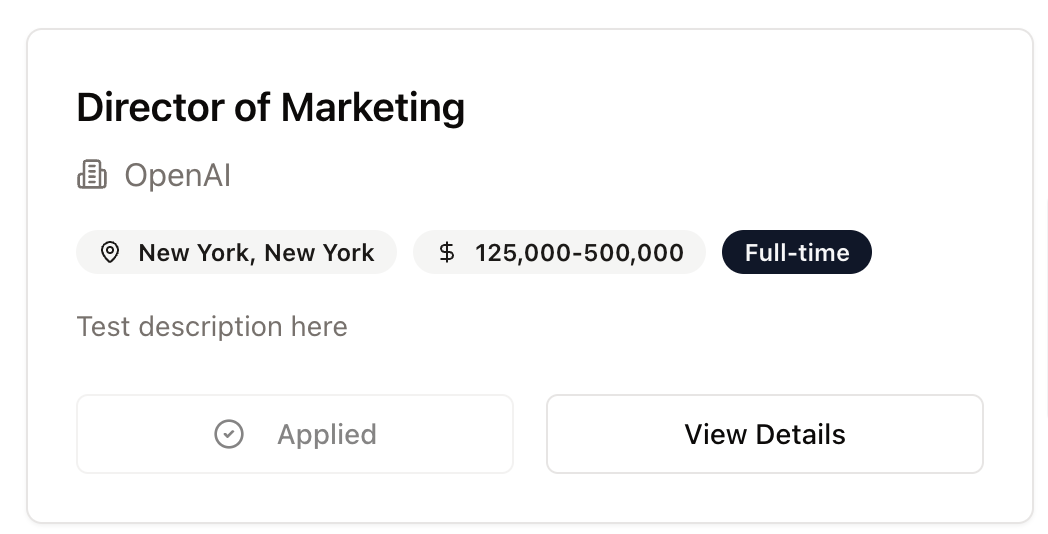 Director of Marketing
OpenAI
New York, New York $ 125,000-500,000 Full-time
Test description here
Applied View Details